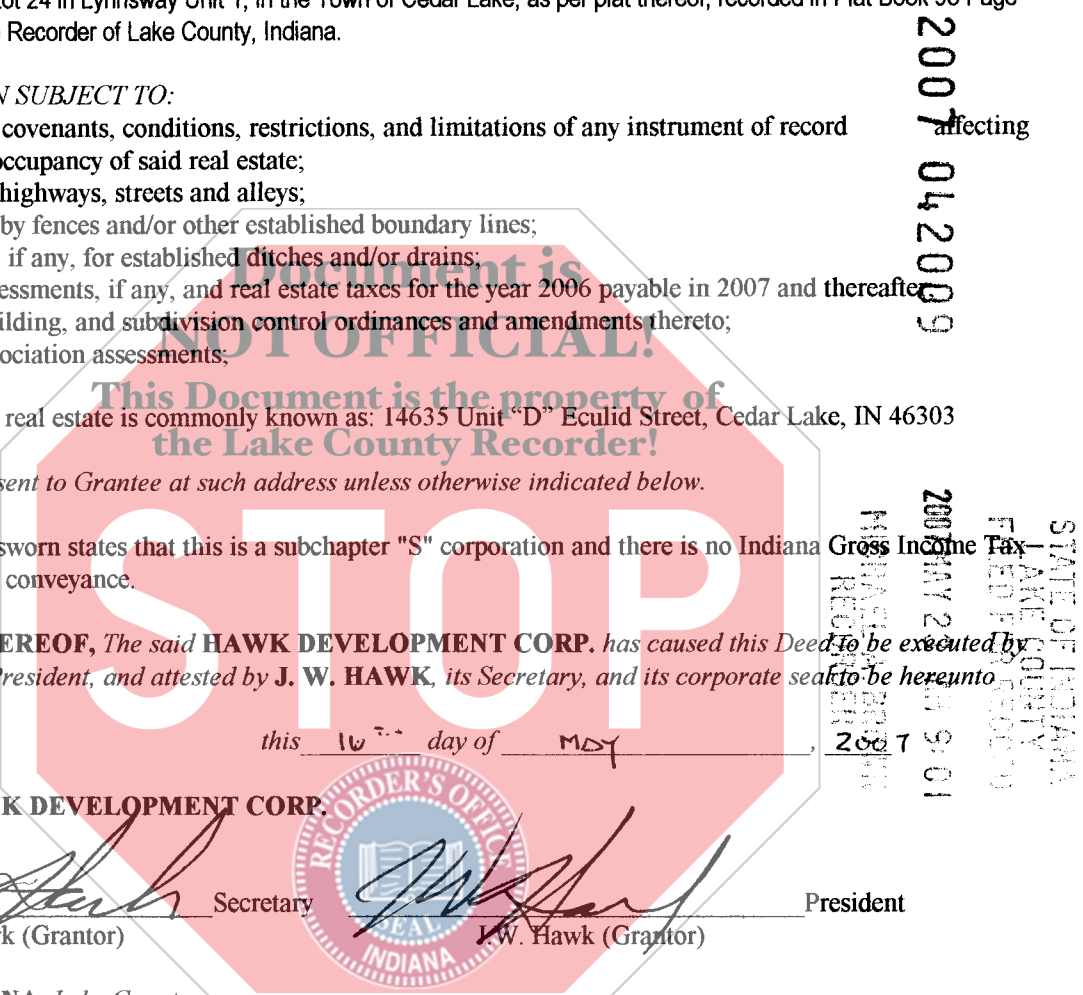 Lot 24 in Lynnsway Unit 1, in the Town of Cedar Lake, as per plat thereof, recorded in Plat Book 98 Page
Recorder of Lake County, Indiana.
SUBJECT TO:
covenants, conditions, restrictions, and limitations of any instrument of record affecting
occupancy of said real estate;
highways, streets and alleys;
by fences and/or other established boundary lines;
if any, for established ditches and/or drains;
essments, if any, and real estate taxes for the year 2006 payable in 2007 and thereafter;
ilding, and subdivision control ordinances and amendments thereto;
ociation assessments;
real estate is commonly known as: 14635 Unit “D” Eculid Street, Cedar Lake, IN 46303
sent to Grantee at such address unless otherwise indicated below.
sworn states that this is a subchapter "S" corporation and there is no Indiana Gross Income Tax
conveyance.
EREOF, The said HAWK DEVELOPMENT CORP. has caused this Deed to be executed by
President, and attested by J. W. HAWK, its Secretary, and its corporate seal to be hereunto
this day of MAY, 2007
K DEVELOPMENT CORP.
Secretary President
k (Grantor) J.W. Hawk (Grantor)
Document is
NOT OFFICIAL!
This Document is the property of
the Lake County Recorder!
STOP
RECORDER'S OFFICE
SEAL
INDIANA
2007 042009
STATE OF INDIANA
LAKE COUNTY
FILED FOR RECORD
2007 MAY 9:01
RECORDER